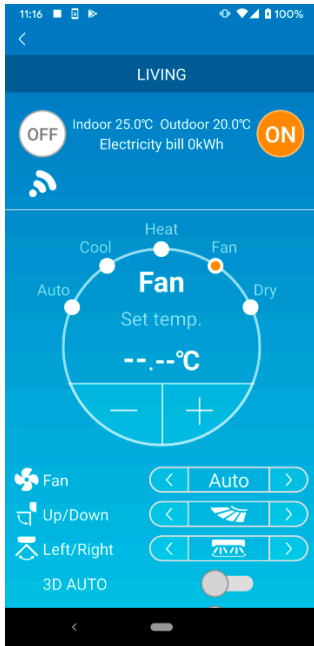 11:16 100%
LIVING
OFF Indoor 25.0℃ Outdoor 20.0℃ ON
Electricity bill 0kWh
Heat
Cool Fan
Auto Fan Dry
Set temp.
--.--℃
Fan Auto
Up/Down
Left/Right
3D AUTO